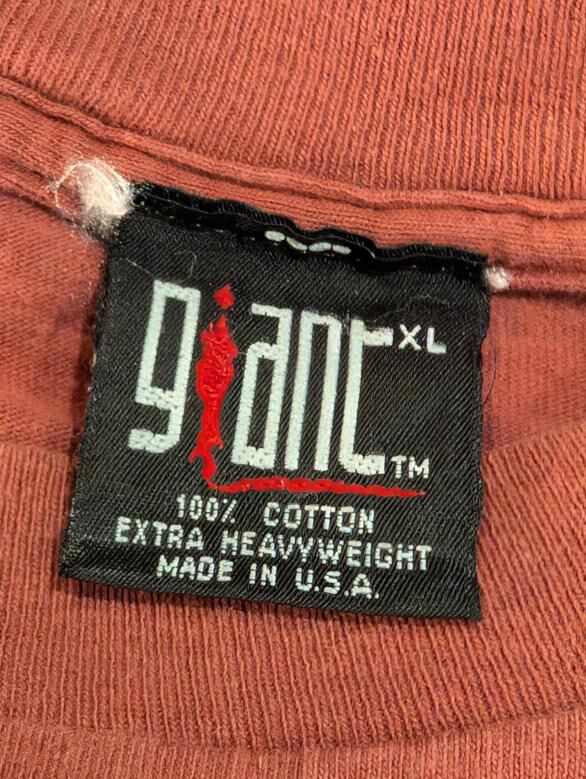 giant XL
TM
100% COTTON
EXTRA HEAVYWEIGHT
MADE IN U.S.A.